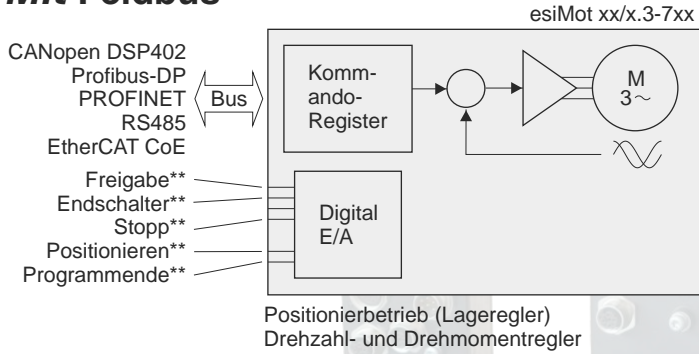 Mit Feldbus
esiMot xx/x.3-7xx
CANopen DSP402
Profibus-DP
PROFINET
RS485
EtherCAT CoE
Bus
Komm-
ando-
Register
M
3~
Freigabe**
Endschalter**
Stopp**
Positionieren**
Programmende**
Digital
E/A
Positionierbetrieb (Lageregler)
Drehzahl- und Drehmomentregler